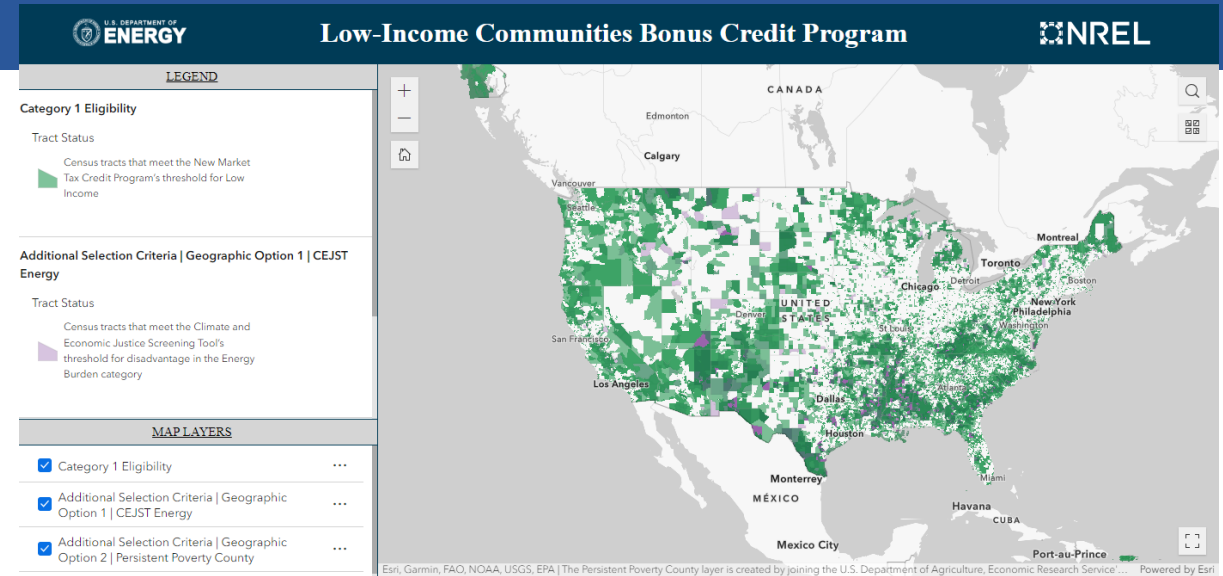 U.S. DEPARTMENT OF
ENERGY
Low-Income Communities Bonus Credit Program
NREL
LEGEND
Category 1 Eligibility
Tract Status
Census tracts that meet the New Market
Tax Credit Program's threshold for Low
Income
Additional Selection Criteria | Geographic Option 1 | CEJST
Energy
Tract Status
Census tracts that meet the Climate and
Economic Justice Screening Tool's
threshold for disadvantage in the Energy
Burden category
MAP LAYERS
Category 1 Eligibility
Additional Selection Criteria | Geographic
Option 1 | CEJST Energy
Additional Selection Criteria | Geographic
Option 2 | Persistent Poverty County
CANADA
Edmonton
Calgary
Vancouver
Seattle
Montreal
Toronto
Chicago
Detroit
Boston
New York
Philadelphia
Washington
UNITED
STATES
Denver
St Louis
San Francisco
Los Angeles
Atlanta
Dallas
Houston
Monterrey
Miami
MÉXICO
Havana
CUBA
Mexico City
Port-au-Prince
Esri, Garmin, FAO, NOAA, USGS, EPA | The Persistent Poverty County layer is created by joining the U.S. Department of Agriculture, Economic Research Service'... Powered by Esri